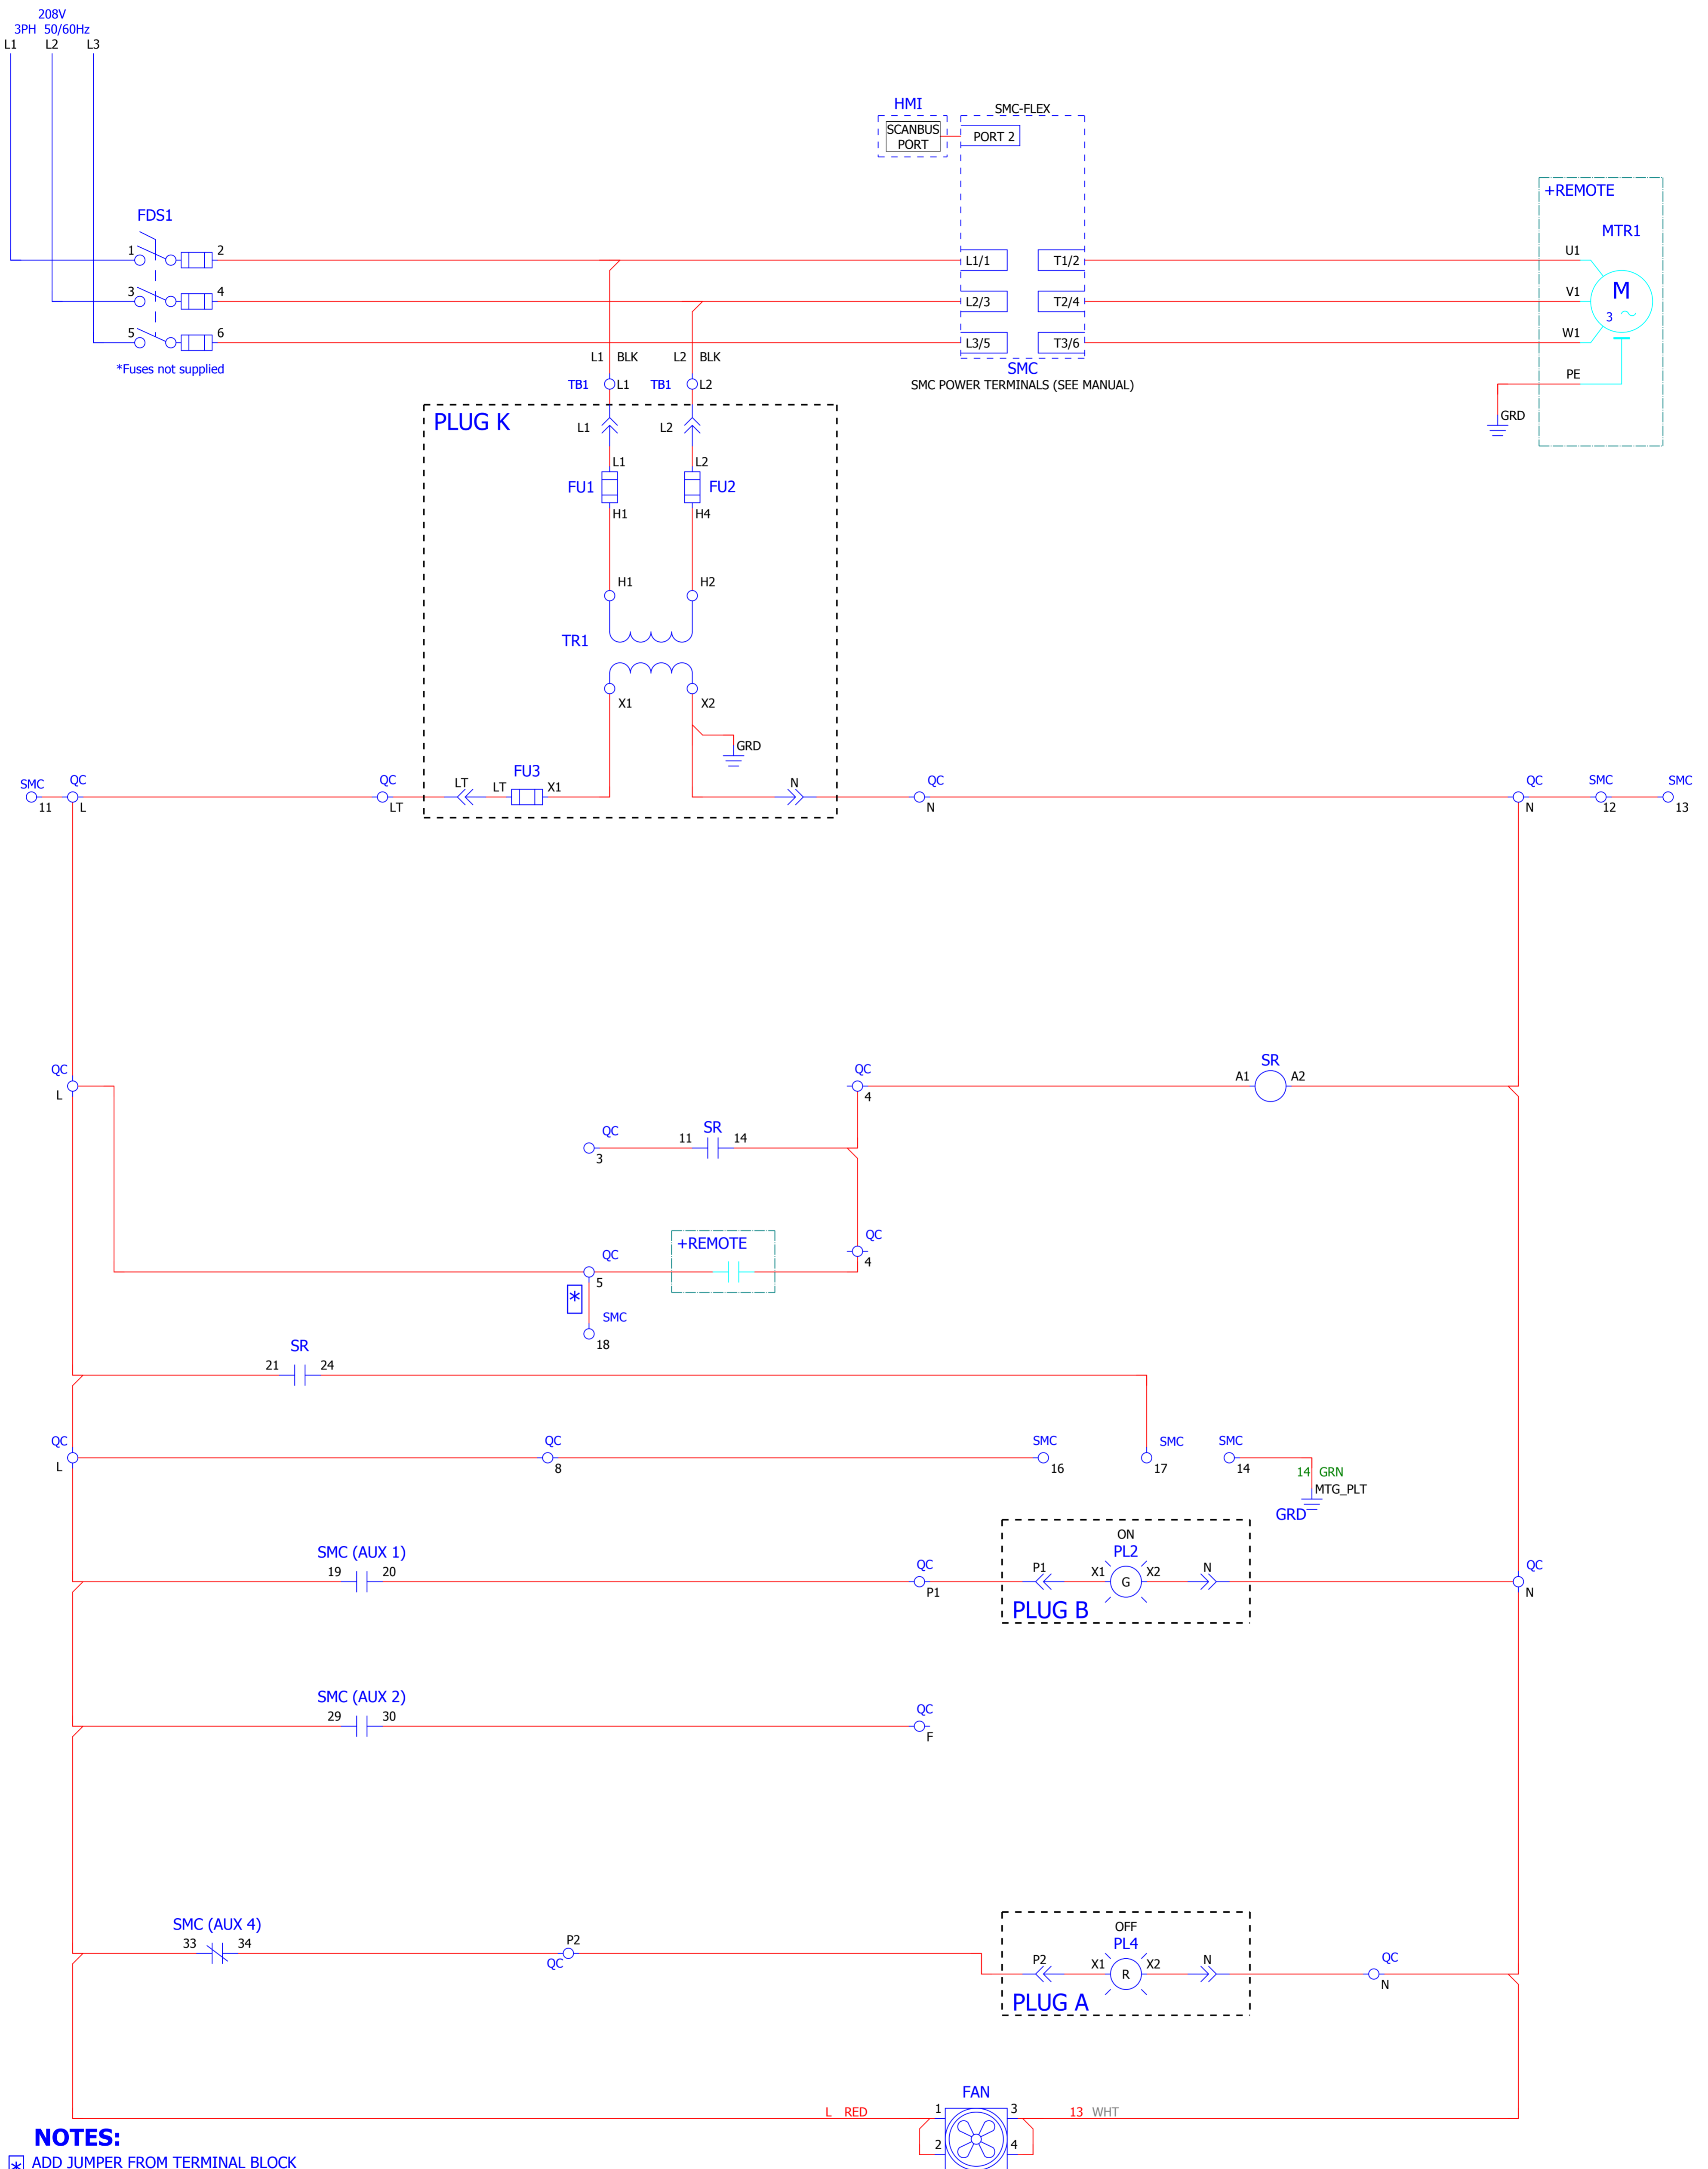 208V
3PH 50/60Hz
L1 L2 L3
HMI
SCANBUS
PORT
SMC-FLEX
PORT 2
+REMOTE
MTR1
FDS1
1 2
L1/1 T1/2
U1
3 4
L2/3 T2/4
V1
M
3
5 6
L3/5 T3/6
W1
*Fuses not supplied
L1 BLK L2 BLK
SMC
SMC POWER TERMINALS (SEE MANUAL)
PE
GRD
TB1 L1 TB1 L2
PLUG K
L1 L2
L1 L2
FU1 FU2
H1 H4
H1 H2
TR1
X1 X2
GRD
SMC QC QC LT LT FU3 X1 N QC QC SMC SMC
11 L LT N N 12 13
QC QC SR
L 4 A1 A2
QC SR
3 11 14
+REMOTE
QC QC
5 4
*
SMC
18
SR
21 24
QC QC SMC SMC SMC
L 8 16 17 14
14 GRN
MTG_PLT
GRD
ON
SMC (AUX 1) PL2
19 20 QC P1 X1 G X2 N QC
P1 N
PLUG B
SMC (AUX 2)
29 30 QC
F
OFF
SMC (AUX 4) PL4
33 34 P2 P2 X1 R X2 N QC
QC N
PLUG A
FAN
L RED 1 3 13 WHT
2 4
NOTES:
* ADD JUMPER FROM TERMINAL BLOCK